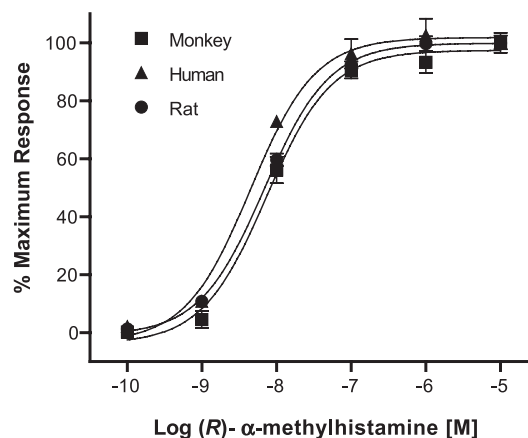 Monkey
Human
Rat
% Maximum Response
100
80
60
40
20
0
-10 -9 -8 -7 -6 -5
Log (R)- α-methylhistamine [M]